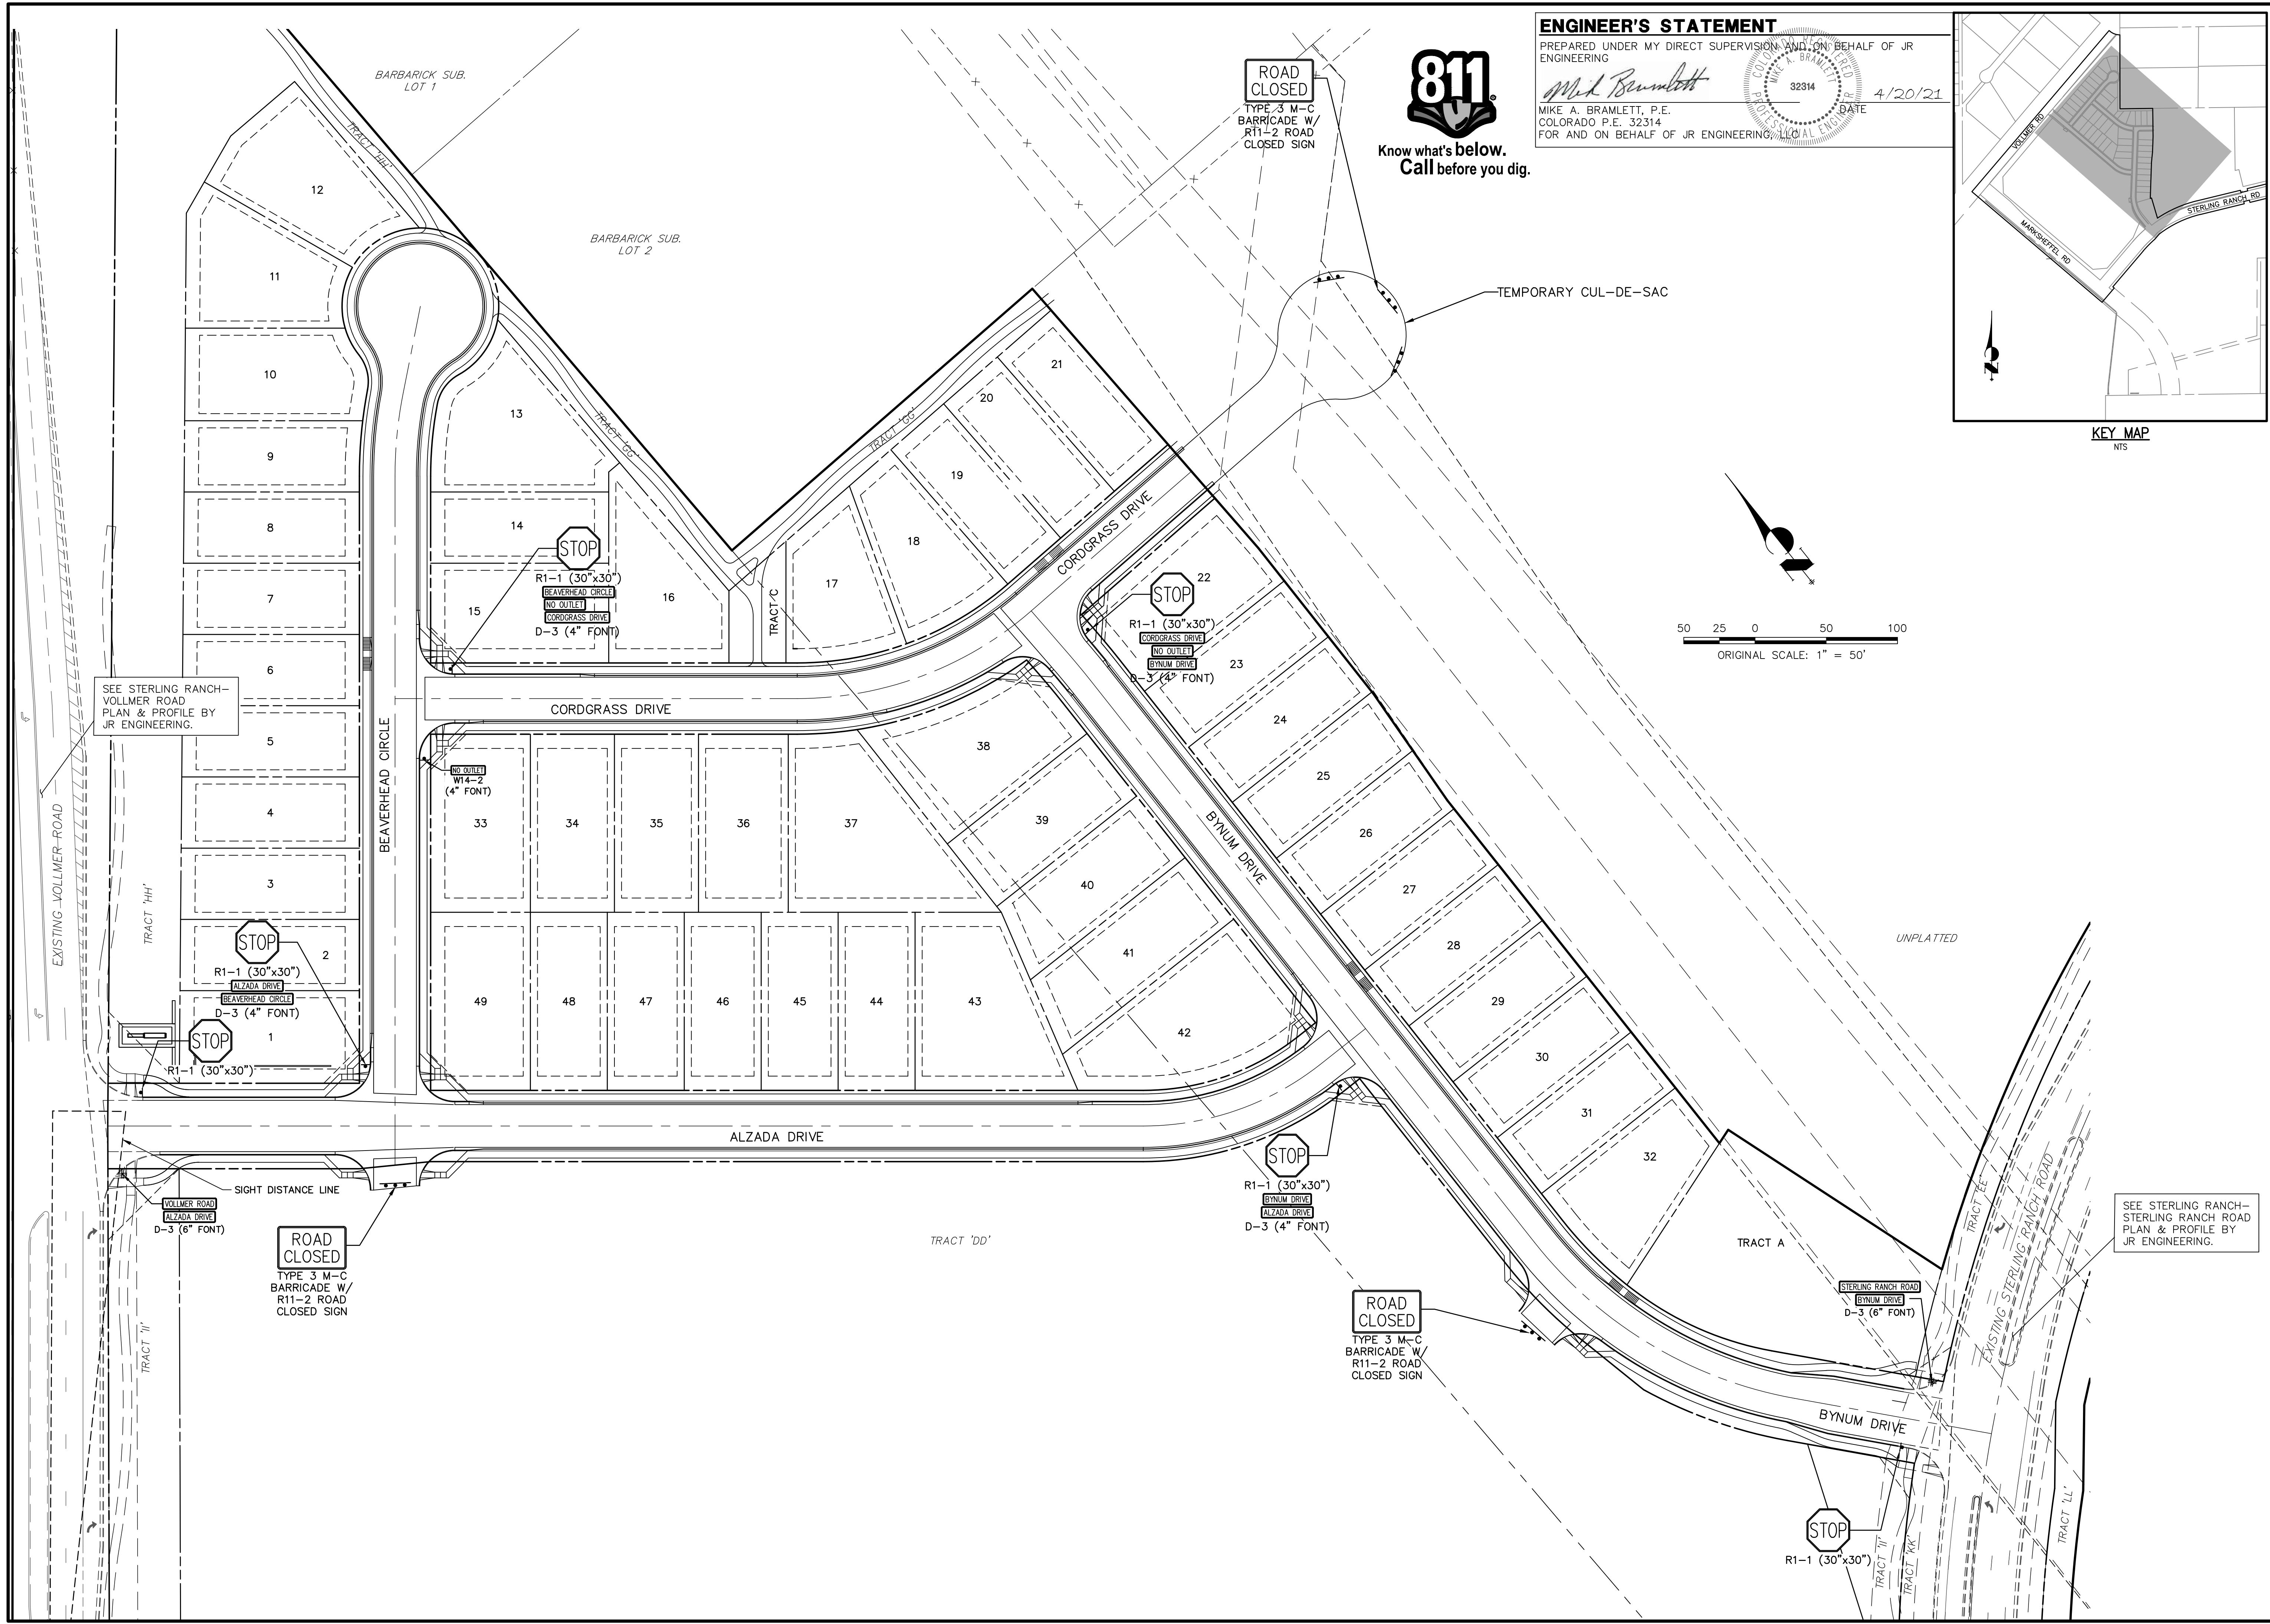 BARBARICK SUB.
LOT 1
BARBARICK SUB.
LOT 2
TRACT 'HH'
12
11
10
9
8
7
6
5
4
3
2
1
13
14
15
16
17
18
19
20
21
22
23
24
25
26
27
28
29
30
31
32
33
34
35
36
37
38
39
40
41
42
43
44
45
46
47
48
49
TRACT 'GG'
TRACT 'GG'
TRACT C
ROAD
CLOSED
TYPE 3 M-C
BARRICADE W/
R11-2 ROAD
CLOSED SIGN
811
Know what's below.
Call before you dig.
ENGINEER'S STATEMENT
PREPARED UNDER MY DIRECT SUPERVISION AND ON BEHALF OF JR
ENGINEERING
Mike Bramlett
COLORADO REGISTERED
MIKE A. BRAMLETT
32314
PROFESSIONAL ENGINEER
4/20/21
MIKE A. BRAMLETT, P.E.
DATE
COLORADO P.E. 32314
FOR AND ON BEHALF OF JR ENGINEERING, LLC
VOLLMER RD
STERLING RANCH RD
MARKSHEFFEL RD
N
KEY MAP
NTS
TEMPORARY CUL-DE-SAC
N
50 25 0 50 100
ORIGINAL SCALE: 1" = 50'
STOP
R1-1 (30"x30")
BEAVERHEAD CIRCLE
NO OUTLET
CORDGRASS DRIVE
D-3 (4" FONT)
STOP
R1-1 (30"x30")
CORDGRASS DRIVE
NO OUTLET
BYNUM DRIVE
D-3 (4" FONT)
CORDGRASS DRIVE
CORDGRASS DRIVE
BEAVERHEAD CIRCLE
BYNUM DRIVE
SEE STERLING RANCH-
VOLLMER ROAD
PLAN & PROFILE BY
JR ENGINEERING.
NO OUTLET
W14-2
(4" FONT)
EXISTING VOLLMER ROAD
TRACT 'HH'
STOP
R1-1 (30"x30")
ALZADA DRIVE
BEAVERHEAD CIRCLE
D-3 (4" FONT)
STOP
R1-1 (30"x30")
ALZADA DRIVE
SIGHT DISTANCE LINE
VOLLMER ROAD
ALZADA DRIVE
D-3 (6" FONT)
ROAD
CLOSED
TYPE 3 M-C
BARRICADE W/
R11-2 ROAD
CLOSED SIGN
TRACT 'II'
TRACT 'DD'
STOP
R1-1 (30"x30")
BYNUM DRIVE
ALZADA DRIVE
D-3 (4" FONT)
ROAD
CLOSED
TYPE 3 M-C
BARRICADE W/
R11-2 ROAD
CLOSED SIGN
UNPLATTED
TRACT A
STERLING RANCH ROAD
BYNUM DRIVE
D-3 (6" FONT)
TRACT 'EE'
EXISTING STERLING RANCH ROAD
SEE STERLING RANCH-
STERLING RANCH ROAD
PLAN & PROFILE BY
JR ENGINEERING.
BYNUM DRIVE
STOP
R1-1 (30"x30")
TRACT 'II'
TRACT 'KK'
TRACT 'LL'